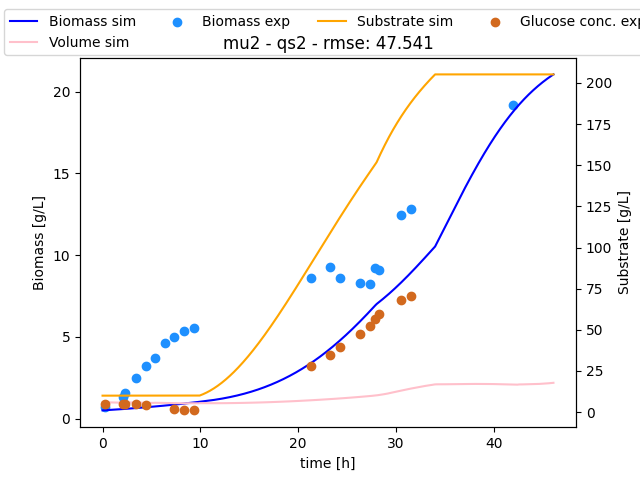 Biomass sim Biomass exp Substrate sim Glucose conc. exp
Volume sim
mu2 - qs2 - rmse: 47.541
20
15
10
5
0
Biomass [g/L]
200
175
150
125
100
75
50
25
0
Substrate [g/L]
0 10 20 30 40
time [h]